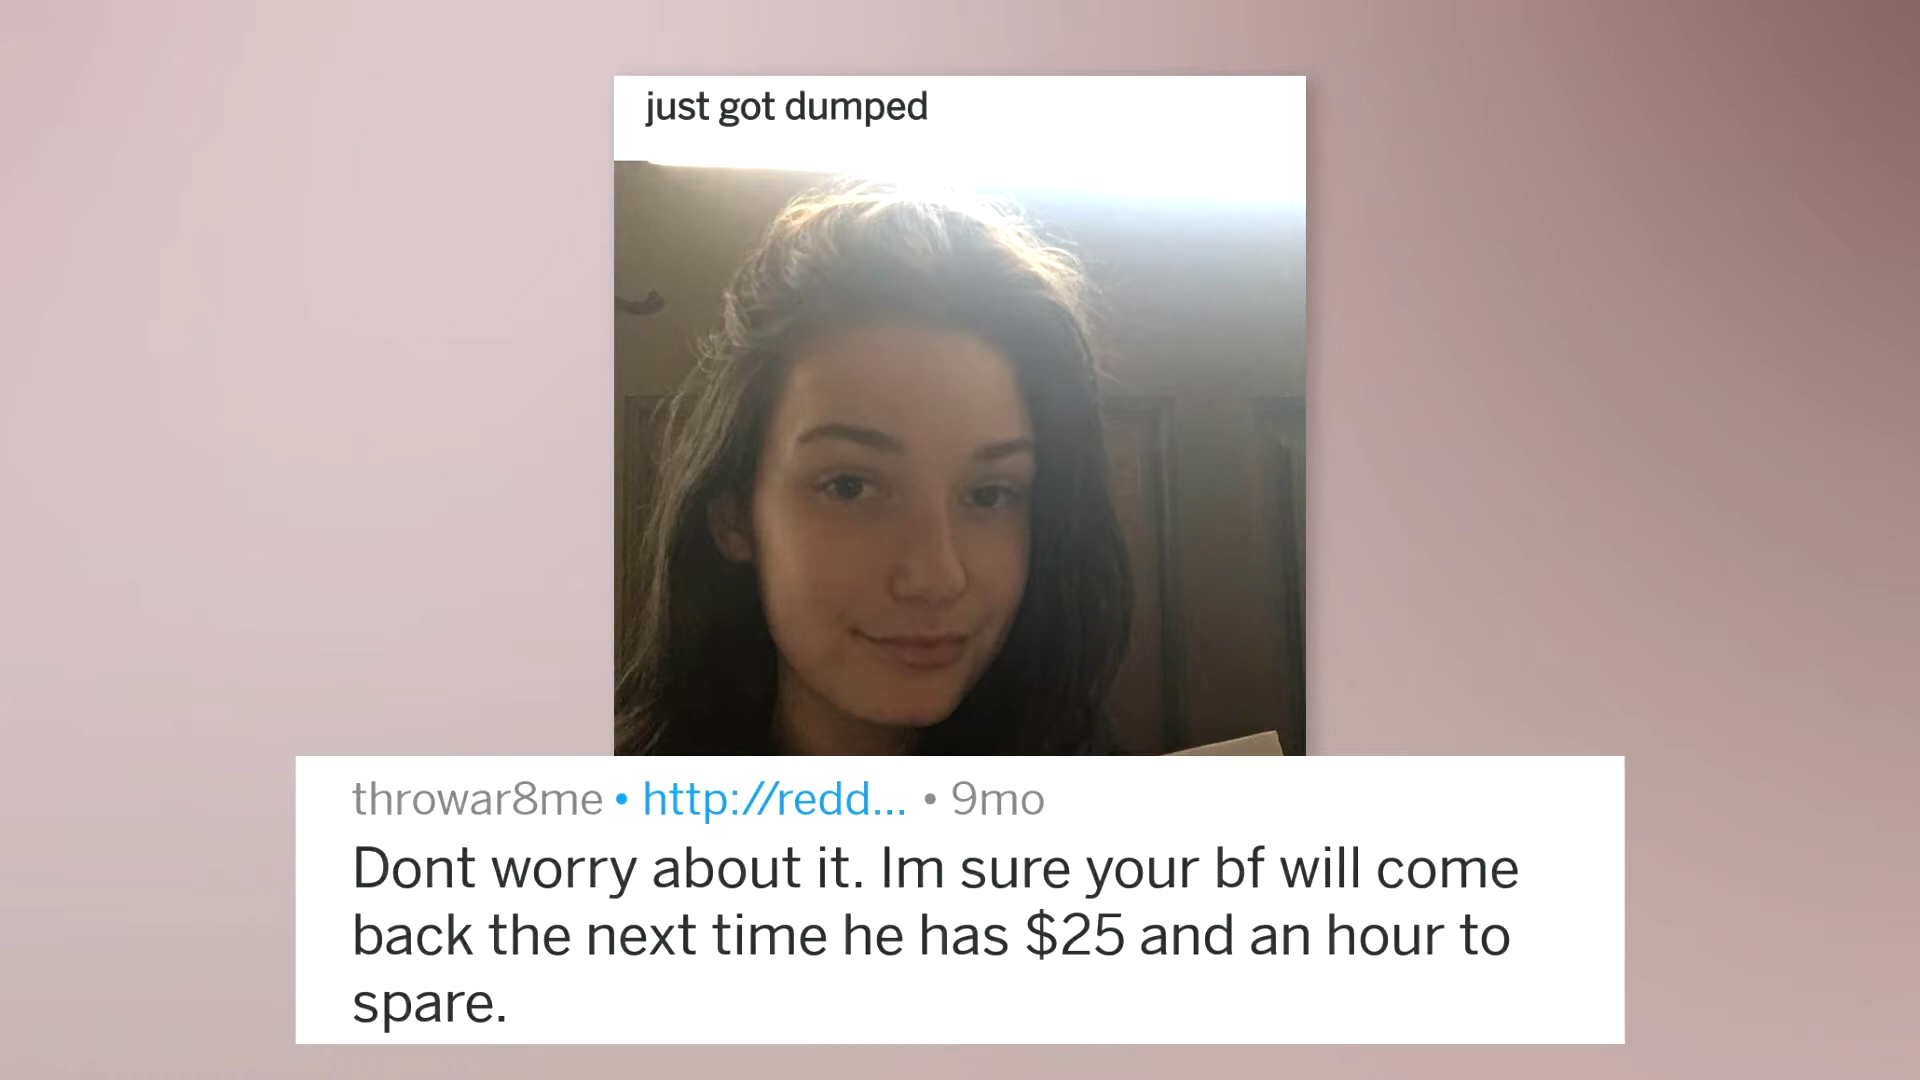 just got dumped
throwar8me • http://redd... • 9mo
Dont worry about it. Im sure your bf will come
back the next time he has $25 and an hour to
spare.